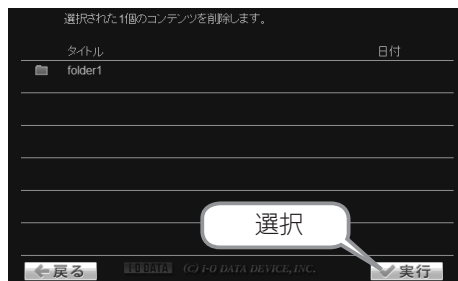 選択された1個のコンテンツを削除します。
タイトル 日付
folder1
選択
戻る I-O DATA (C) I-O DATA DEVICE, INC. 実行